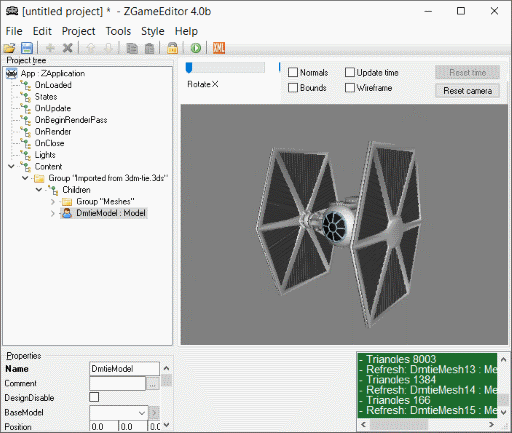 [untitled project] * - ZGameEditor 4.0b
File Edit Project Tools Style Help
XML
Project tree
App : ZApplication
OnLoaded
States
OnUpdate
OnBeginRenderPass
OnRender
OnClose
Lights
Content
Group "Imported from 3dm-tie.3ds"
Children
Group "Meshes"
DmtieModel : Model
Rotate X
Normals Update time Reset time
Bounds Wireframe Reset camera
Properties
Name DmtieModel
Comment ...
DesignDisable
BaseModel
Position 0.0 0.0 0.0
- Triangles 8003
- Refresh: DmtieMesh13 : Me
- Triangles 1384
- Refresh: DmtieMesh14 : Me
- Triangles 166
- Refresh: DmtieMesh15 : Me